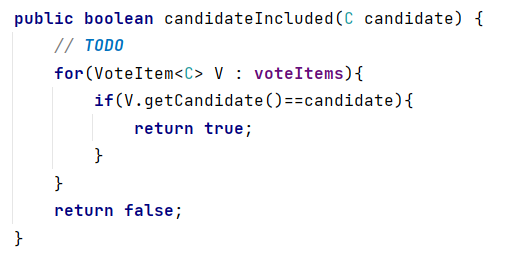 public boolean candidateIncluded(C candidate) {
    // TODO
    for(VoteItem<C> V : voteItems){
        if(V.getCandidate()==candidate){
            return true;
        }
    }
    return false;
}